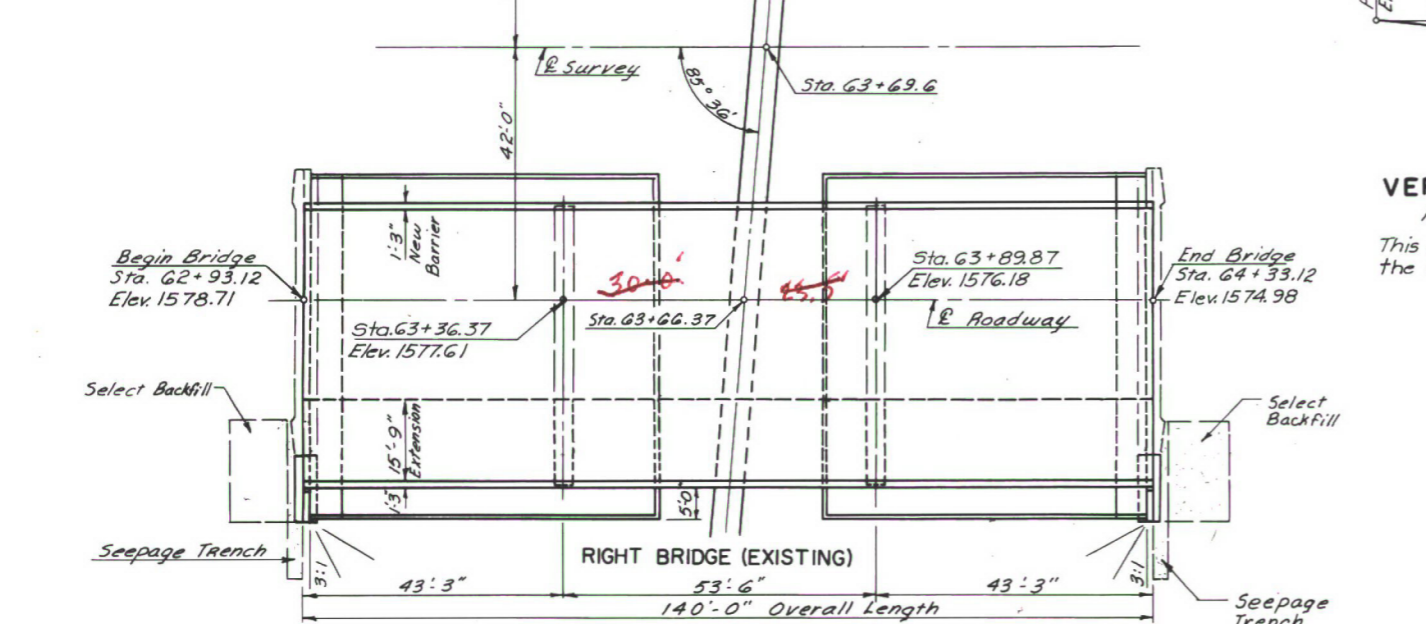 ℄ Survey
85° 36'
Sta. 63+69.6
42'-0"
VE
This
the
1'-3"
New
Barrier
Begin Bridge
Sta. 62+93.12
Elev. 1578.71
30-0'
Sta. 63+89.87
Elev. 1576.18
End Bridge
Sta. 64+33.12
Elev. 1574.98
Sta. 63+36.37
Elev. 1577.61
Sta. 63+66.37
℄ Roadway
Select Backfill
Select
Backfill
15'-9"
Extension
1'-3"
5'-0"
Seepage Trench
RIGHT BRIDGE (EXISTING)
3:1
43'-3"
53'-6"
43'-3"
3:1
140'-0" Overall Length
Seepage
Trench